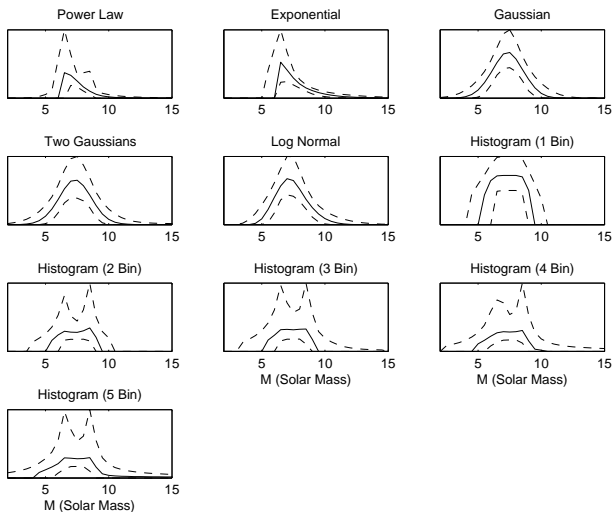 Power Law
Exponential
Gaussian
5 10 15
5 10 15
5 10 15
Two Gaussians
Log Normal
Histogram (1 Bin)
5 10 15
5 10 15
5 10 15
Histogram (2 Bin)
Histogram (3 Bin)
Histogram (4 Bin)
5 10 15
5 10 15
5 10 15
M (Solar Mass)
M (Solar Mass)
Histogram (5 Bin)
5 10 15
M (Solar Mass)